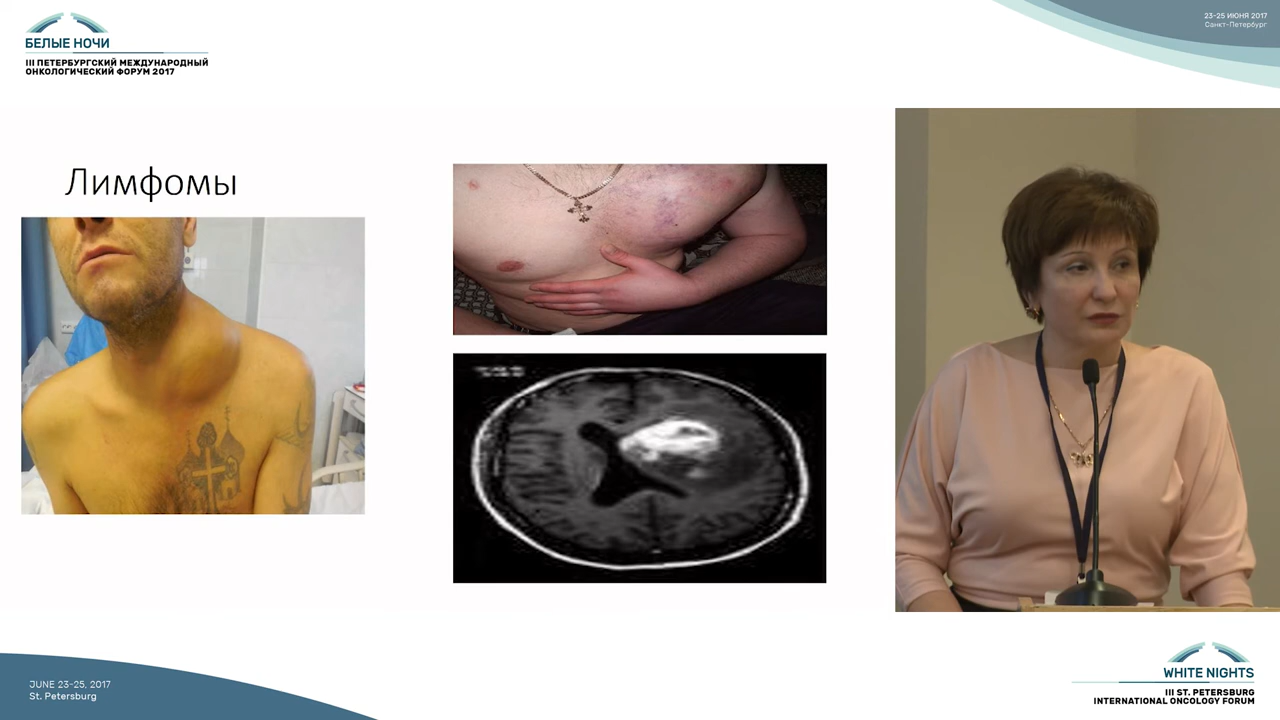 БЕЛЫЕ НОЧИ
III ПЕТЕРБУРГСКИЙ МЕЖДУНАРОДНЫЙ
ОНКОЛОГИЧЕСКИЙ ФОРУМ 2017
23-25 ИЮНЯ 2017
Санкт-Петербург
Лимфомы
JUNE 23-25, 2017
St. Petersburg
WHITE NIGHTS
III ST. PETERSBURG
INTERNATIONAL ONCOLOGY FORUM